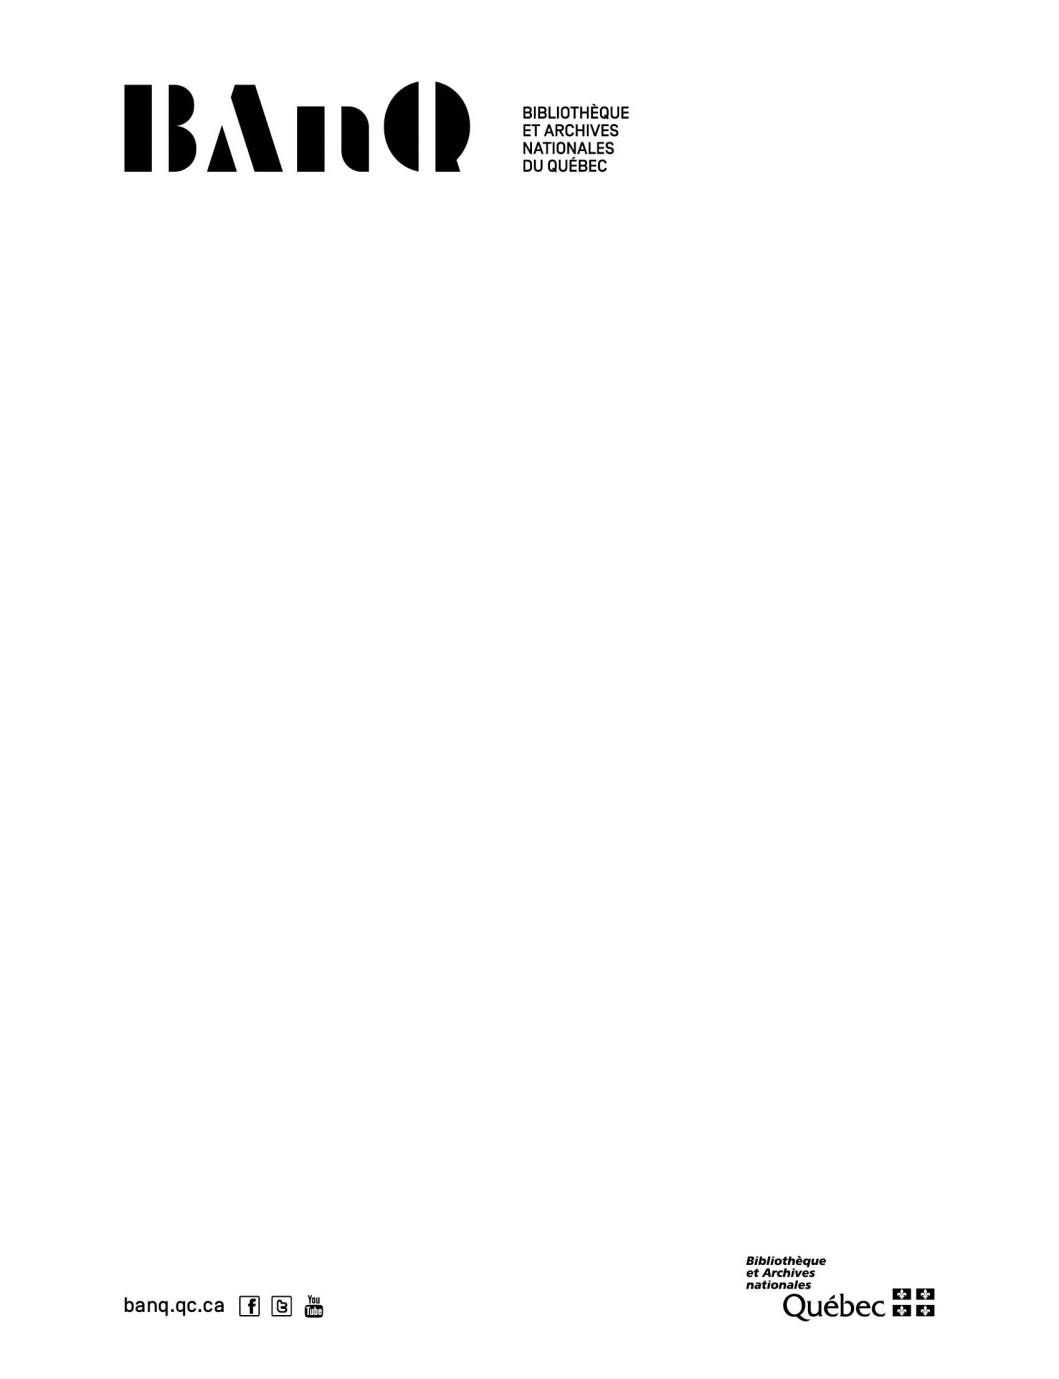 BAnQ
BIBLIOTHÈQUE
ET ARCHIVES
NATIONALES
DU QUÉBEC
banq.qc.ca
You
Tube
Bibliothèque
et Archives
nationales
Québec